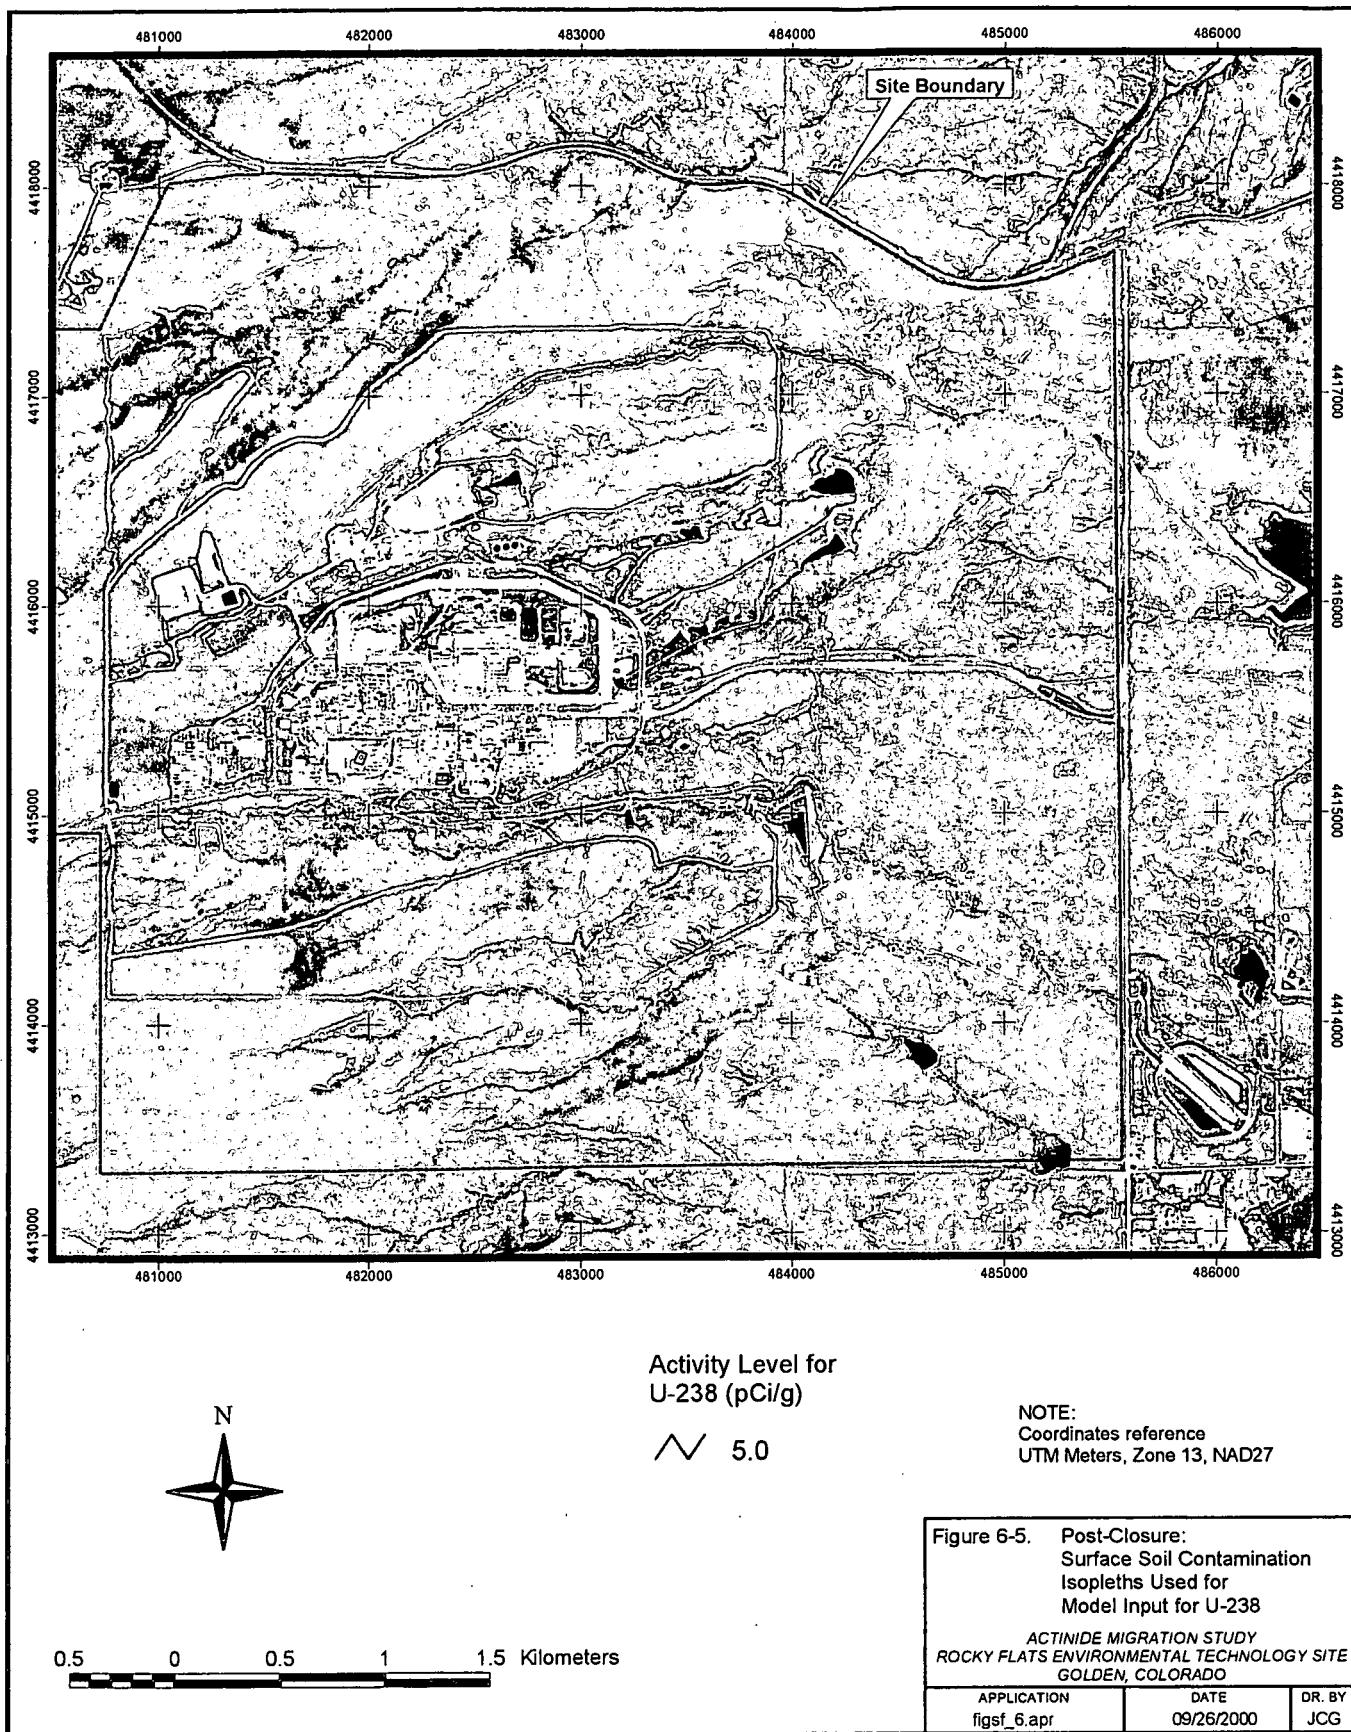 481000 482000 483000 484000 485000 486000
Site Boundary
4418000 4418000
4417000 4417000
4416000 4416000
4415000 4415000
4414000 4414000
4413000 4413000
481000 482000 483000 484000 485000 486000
Activity Level for
U-238 (pCi/g)
5.0
N
NOTE:
Coordinates reference
UTM Meters, Zone 13, NAD27
0.5 0 0.5 1 1.5 Kilometers
Figure 6-5. Post-Closure:
Surface Soil Contamination
Isopleths Used for
Model Input for U-238
ACTINIDE MIGRATION STUDY
ROCKY FLATS ENVIRONMENTAL TECHNOLOGY SITE
GOLDEN, COLORADO
APPLICATION DATE DR. BY
figsf_6.apr 09/26/2000 JCG